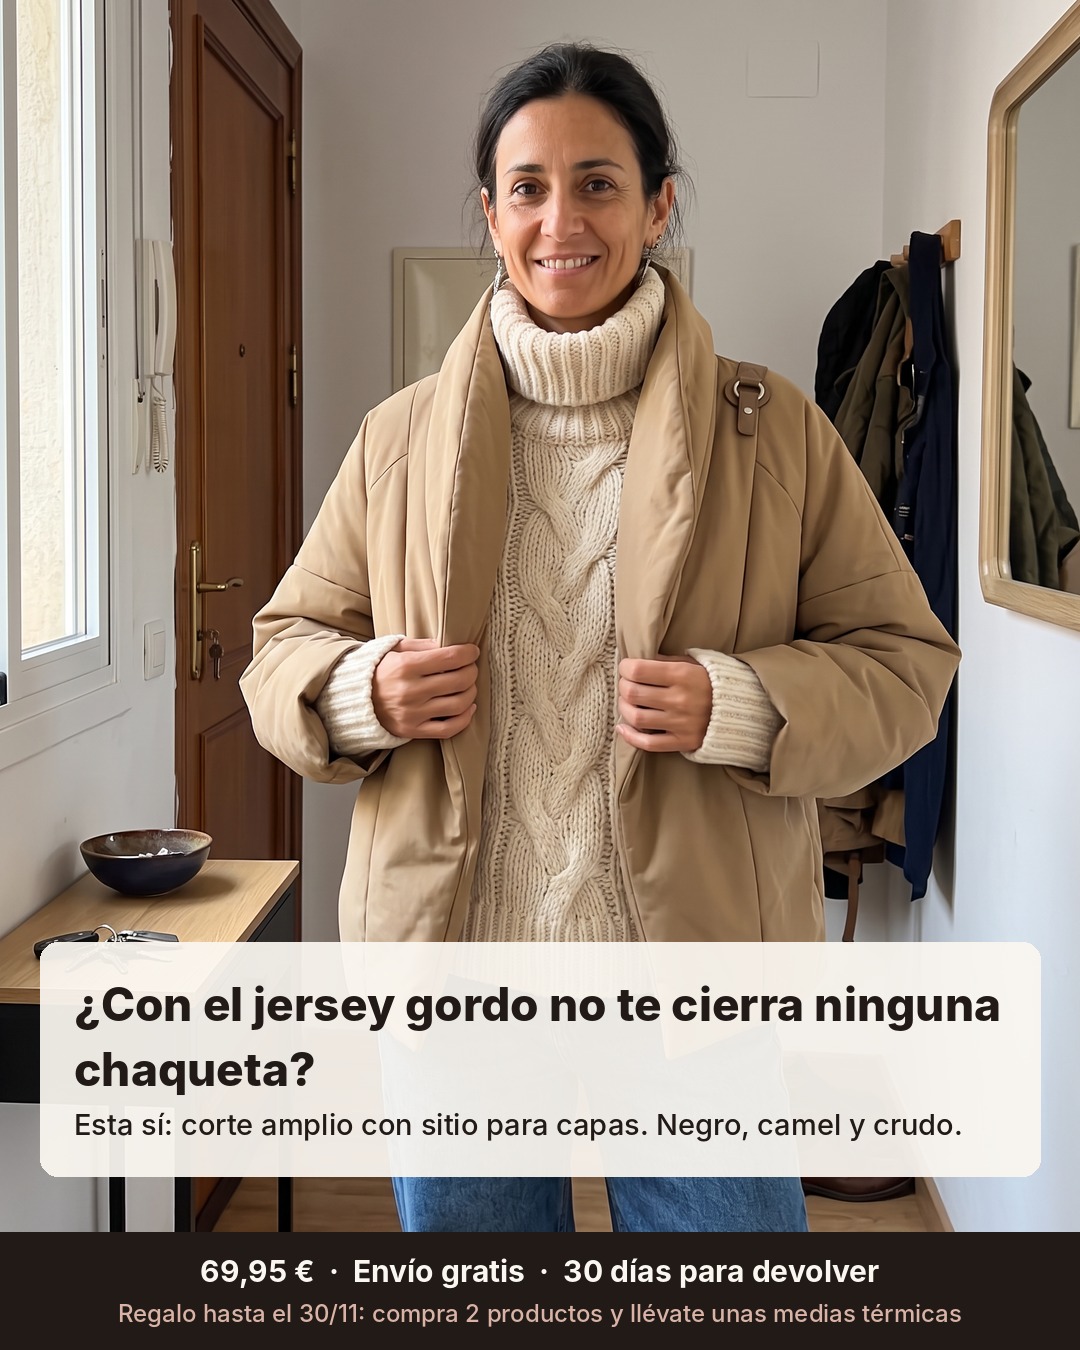 ¿Con el jersey gordo no te cierra ninguna
chaqueta?
Esta sí: corte amplio con sitio para capas. Negro, camel y crudo.
69,95 € · Envío gratis · 30 días para devolver
Regalo hasta el 30/11: compra 2 productos y llévate unas medias térmicas